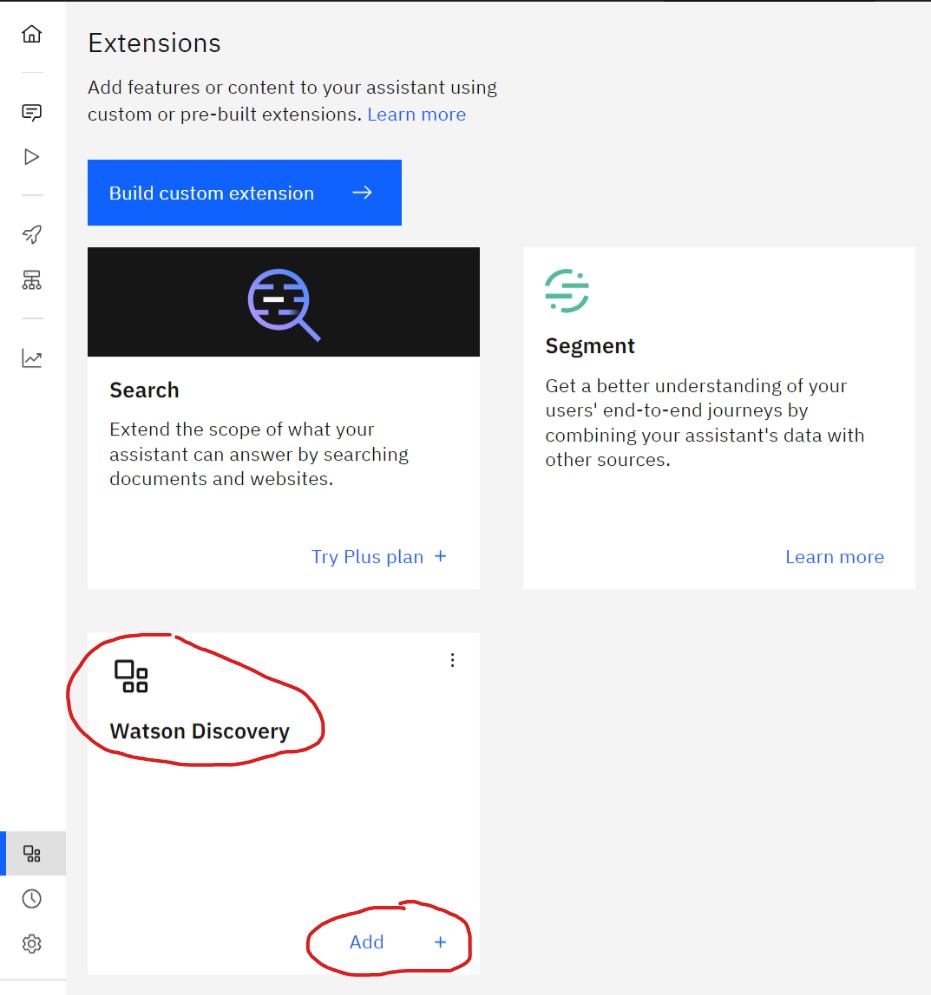 Extensions
Add features or content to your assistant using
custom or pre-built extensions. Learn more
Build custom extension
Search
Extend the scope of what your
assistant can answer by searching
documents and websites.
Try Plus plan +
Segment
Get a better understanding of your
users' end-to-end journeys by
combining your assistant's data with
other sources.
Learn more
Watson Discovery
Add +